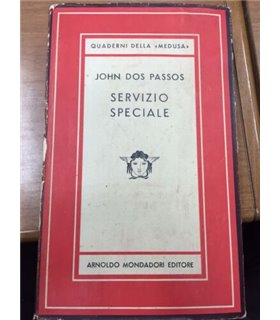 QUADERNI DELLA «MEDUSA»
JOHN DOS PASSOS
SERVIZIO
SPECIALE
ARNOLDO MONDADORI EDITORE